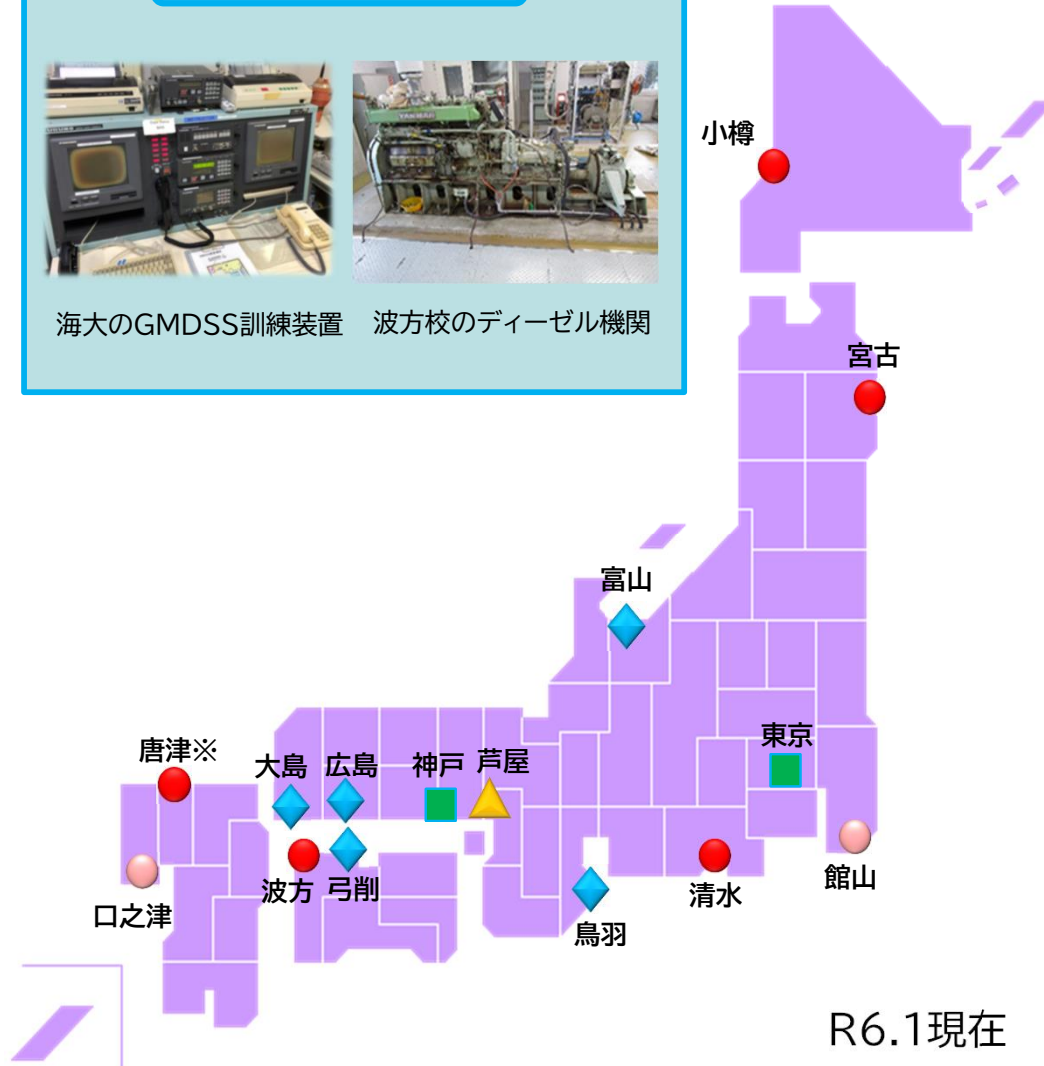 海大のGMDSS訓練装置
波方校のディーゼル機関
YANMAR
小樽
宮古
富山
東京
唐津※
大島
広島
神戸
芦屋
波方
弓削
口之津
鳥羽
清水
館山
R6.1現在